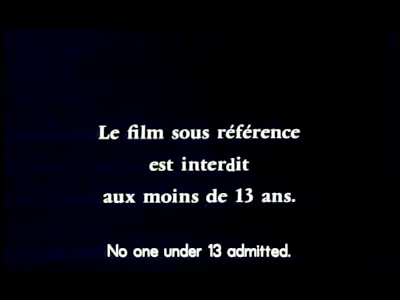 Le film sous référence
est interdit
aux moins de 13 ans.
No one under 13 admitted.